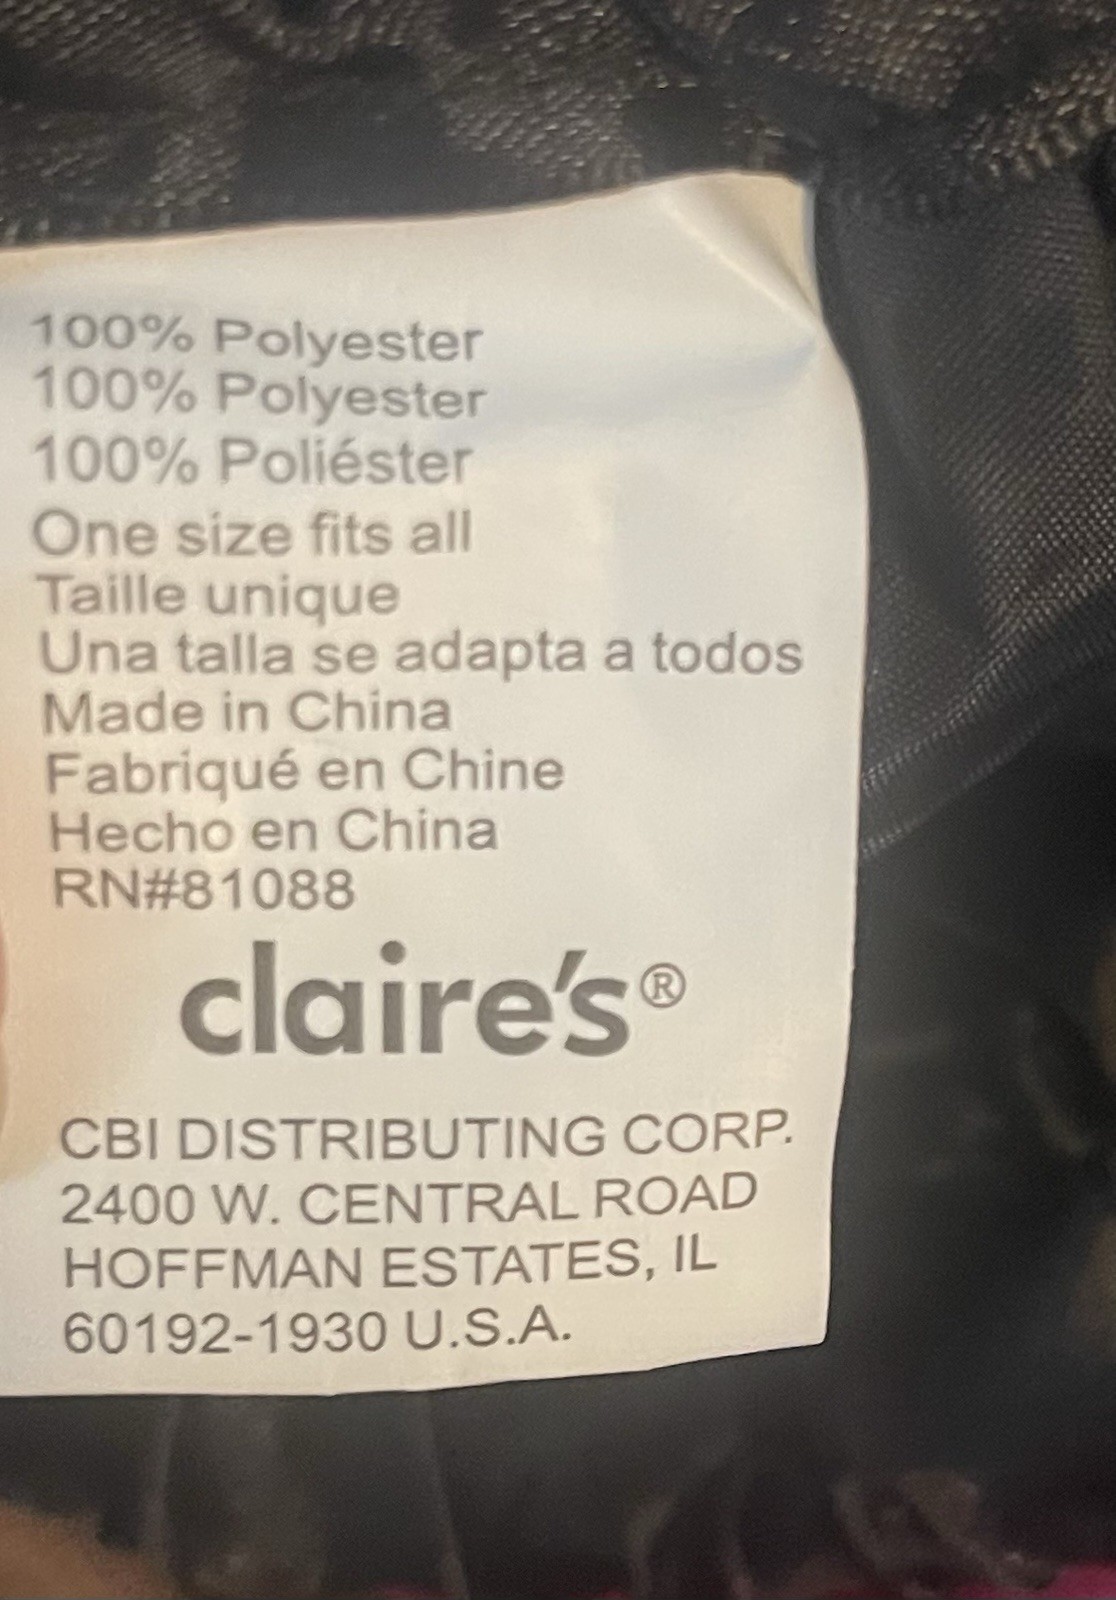 100% Polyester
100% Polyester
100% Poliéster
One size fits all
Taille unique
Una talla se adapta a todos
Made in China
Fabriqué en Chine
Hecho en China
RN#81088
claire's®
CBI DISTRIBUTING CORP.
2400 W. CENTRAL ROAD
HOFFMAN ESTATES, IL
60192-1930 U.S.A.